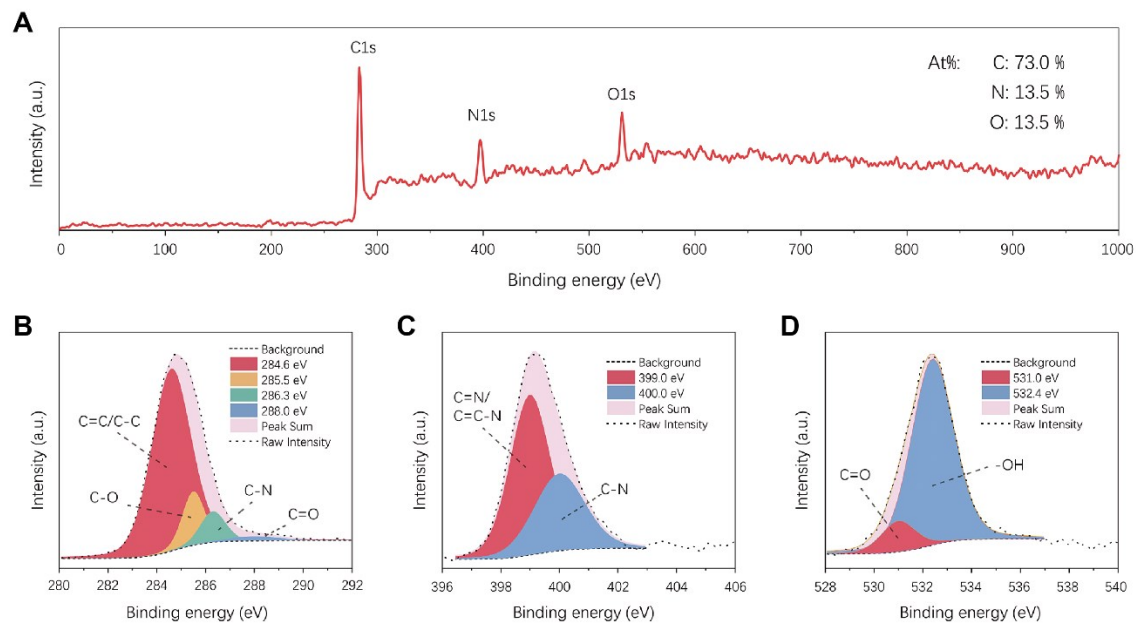 A
C1s
N1s
O1s
At%: C: 73.0 %
N: 13.5 %
O: 13.5 %
Intensity (a.u.)
0 100 200 300 400 500 600 700 800 900 1000
Binding energy (eV)
B
Background
284.6 eV
285.5 eV
286.3 eV
288.0 eV
Peak Sum
Raw Intensity
C=C/C-C
C-O
C-N
C=O
Intensity (a.u.)
280 282 284 286 288 290 292
Binding energy (eV)
C
Background
399.0 eV
400.0 eV
Peak Sum
Raw Intensity
C=N/
C=C-N
C-N
Intensity (a.u.)
396 398 400 402 404 406
Binding energy (eV)
D
Background
531.0 eV
532.4 eV
Peak Sum
Raw Intensity
C=O
-OH
Intensity (a.u.)
528 530 532 534 536 538 540
Binding energy (eV)